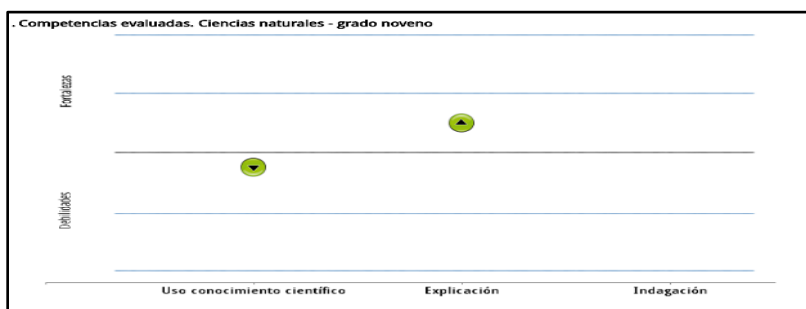 . Competencias evaluadas. Ciencias naturales - grado noveno
Fortalezas
Debilidades
Uso conocimiento científico
Explicación
Indagación